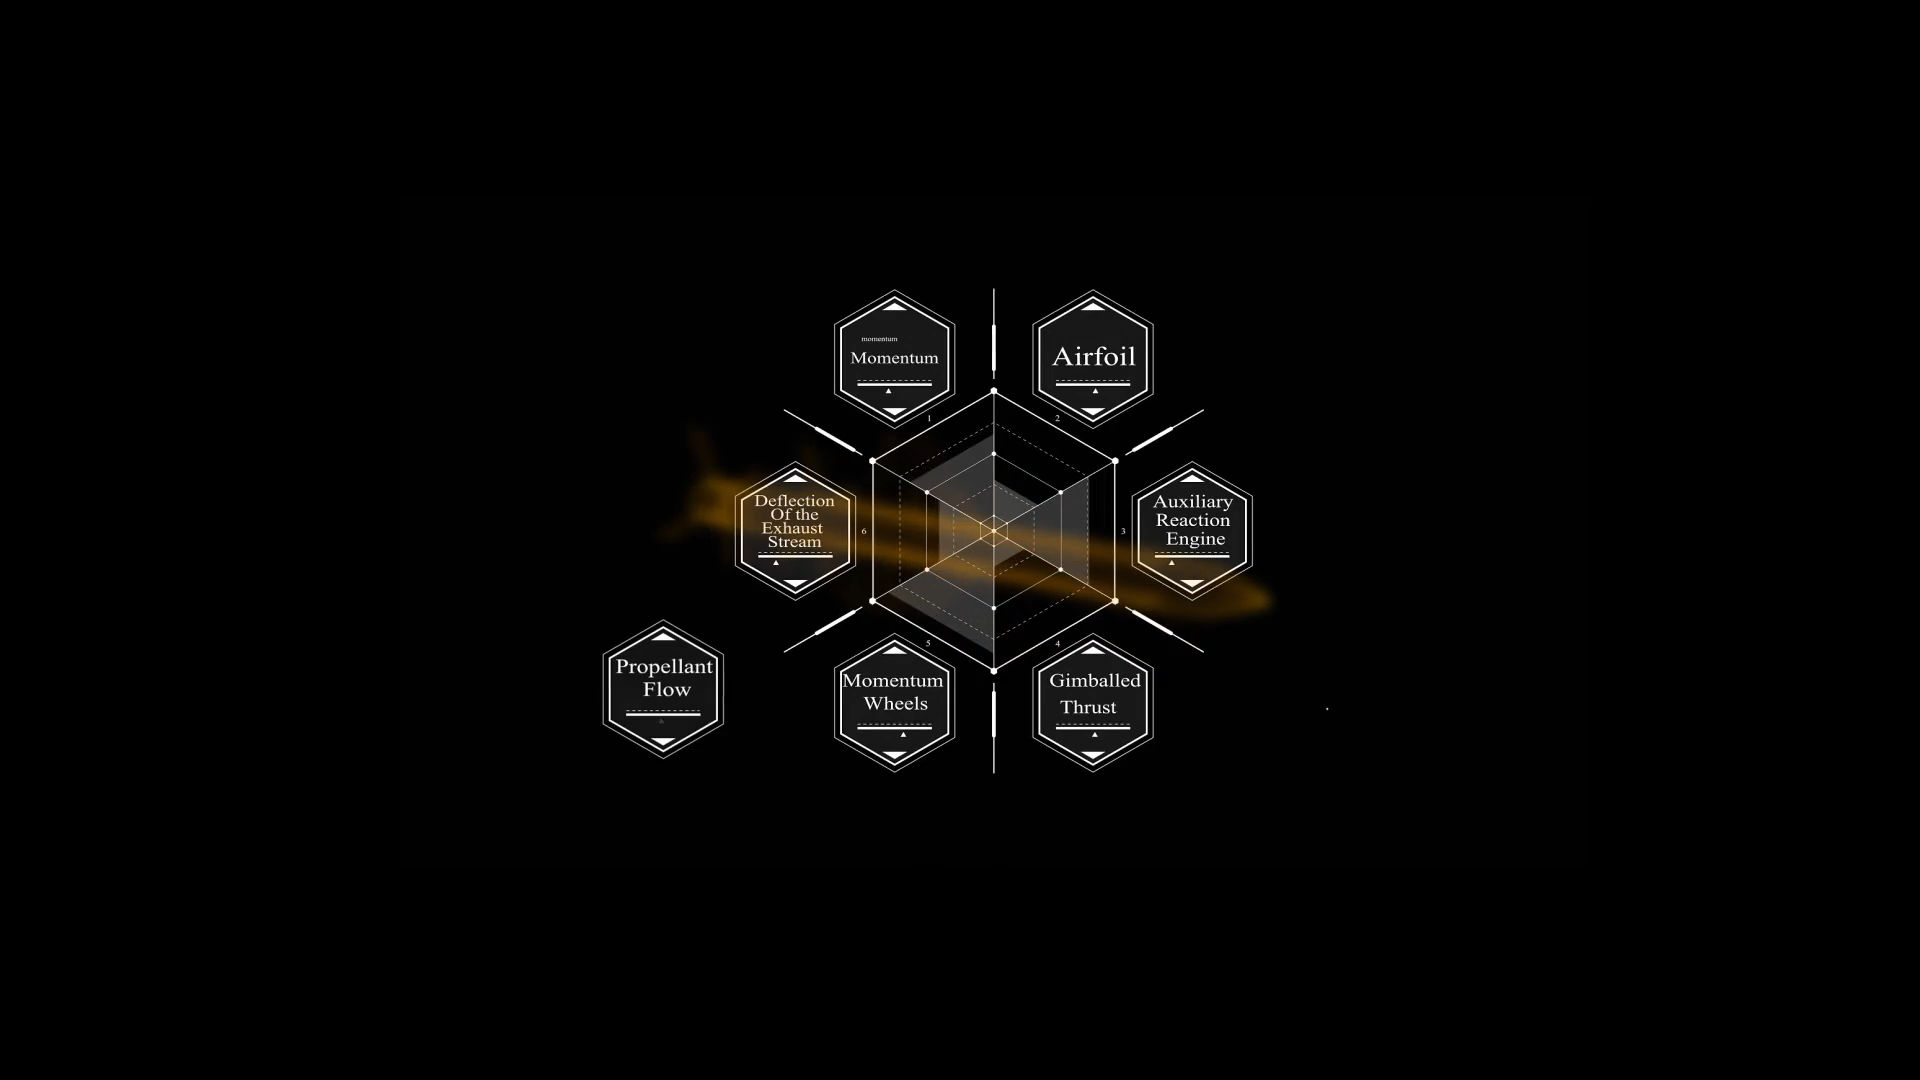 momentum
Momentum
Airfoil
1
2
Deflection
Of the
Exhaust
Stream
6
3
Auxiliary
Reaction
Engine
5
4
Propellant
Flow
Momentum
Wheels
Gimballed
Thrust